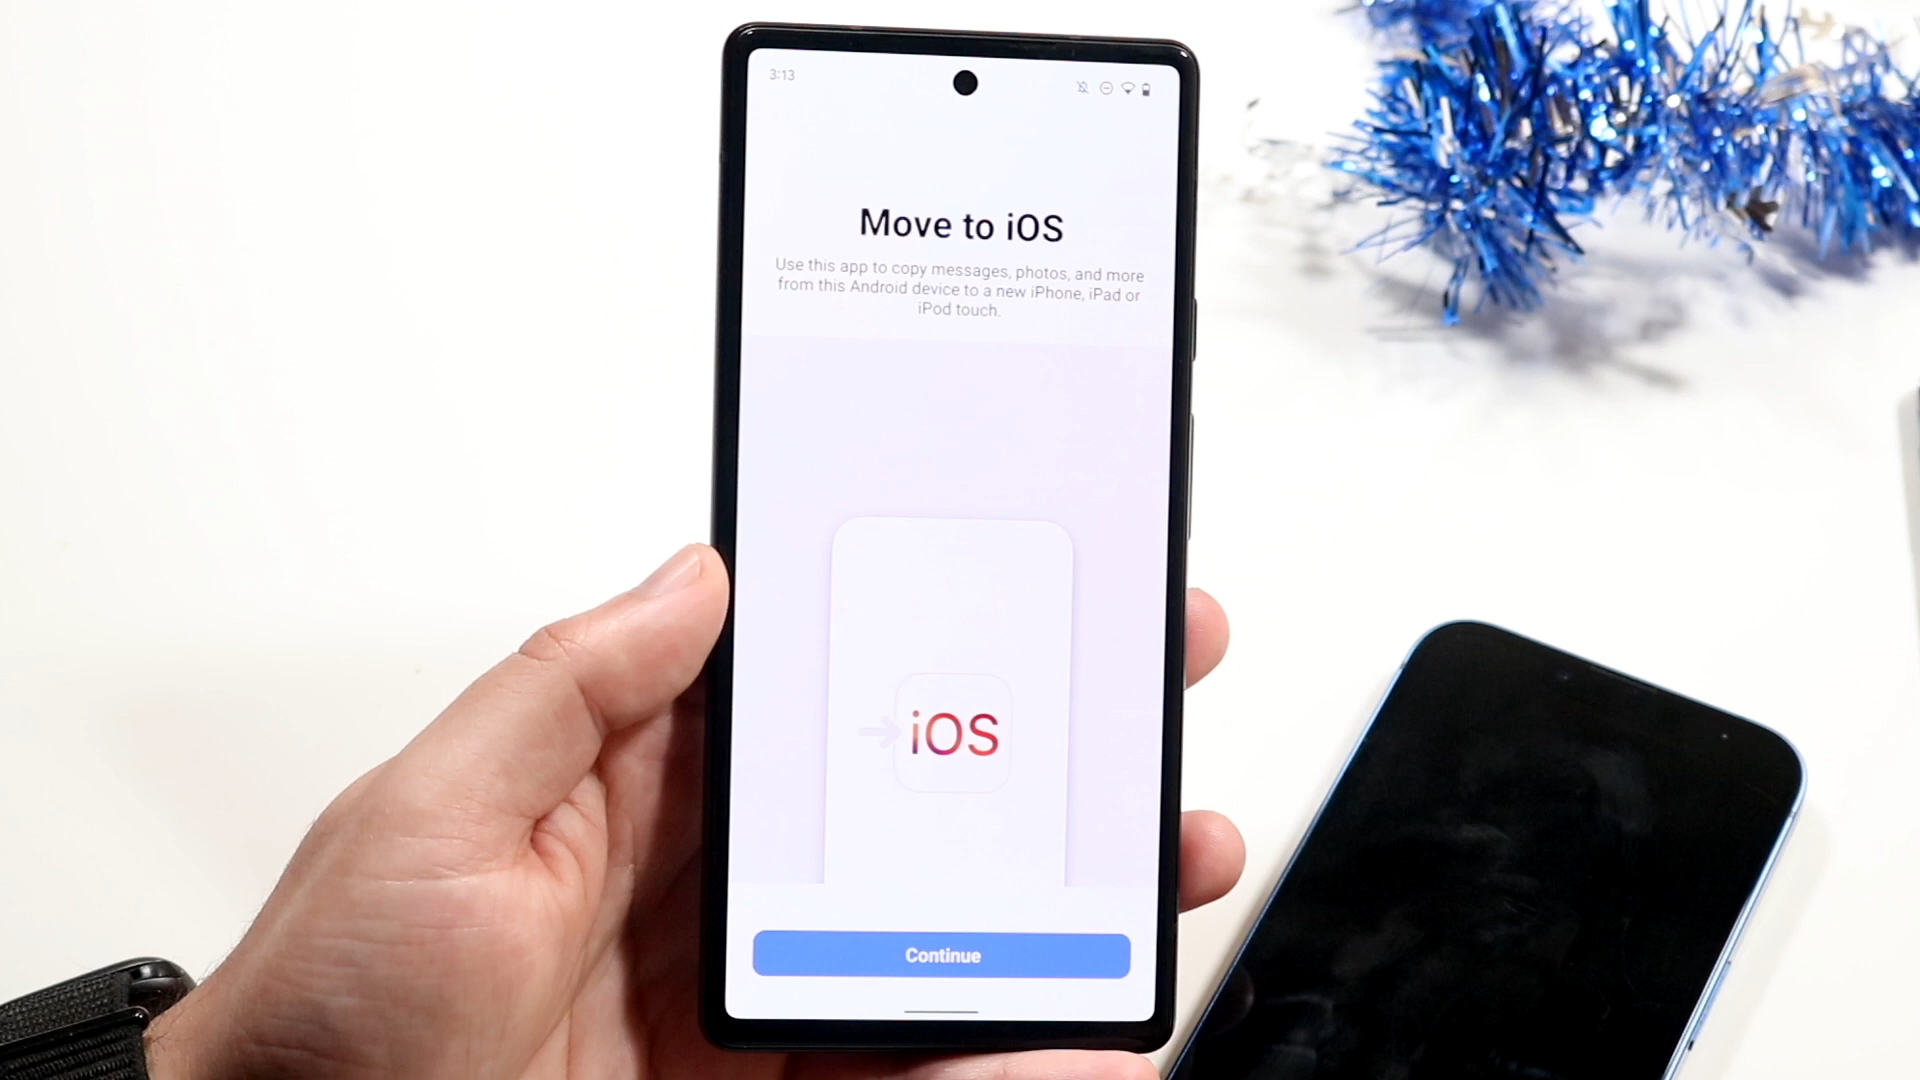 3:13
Move to iOS
Use this app to copy messages, photos, and more
from this Android device to a new iPhone, iPad or
iPod touch.
iOS
Continue